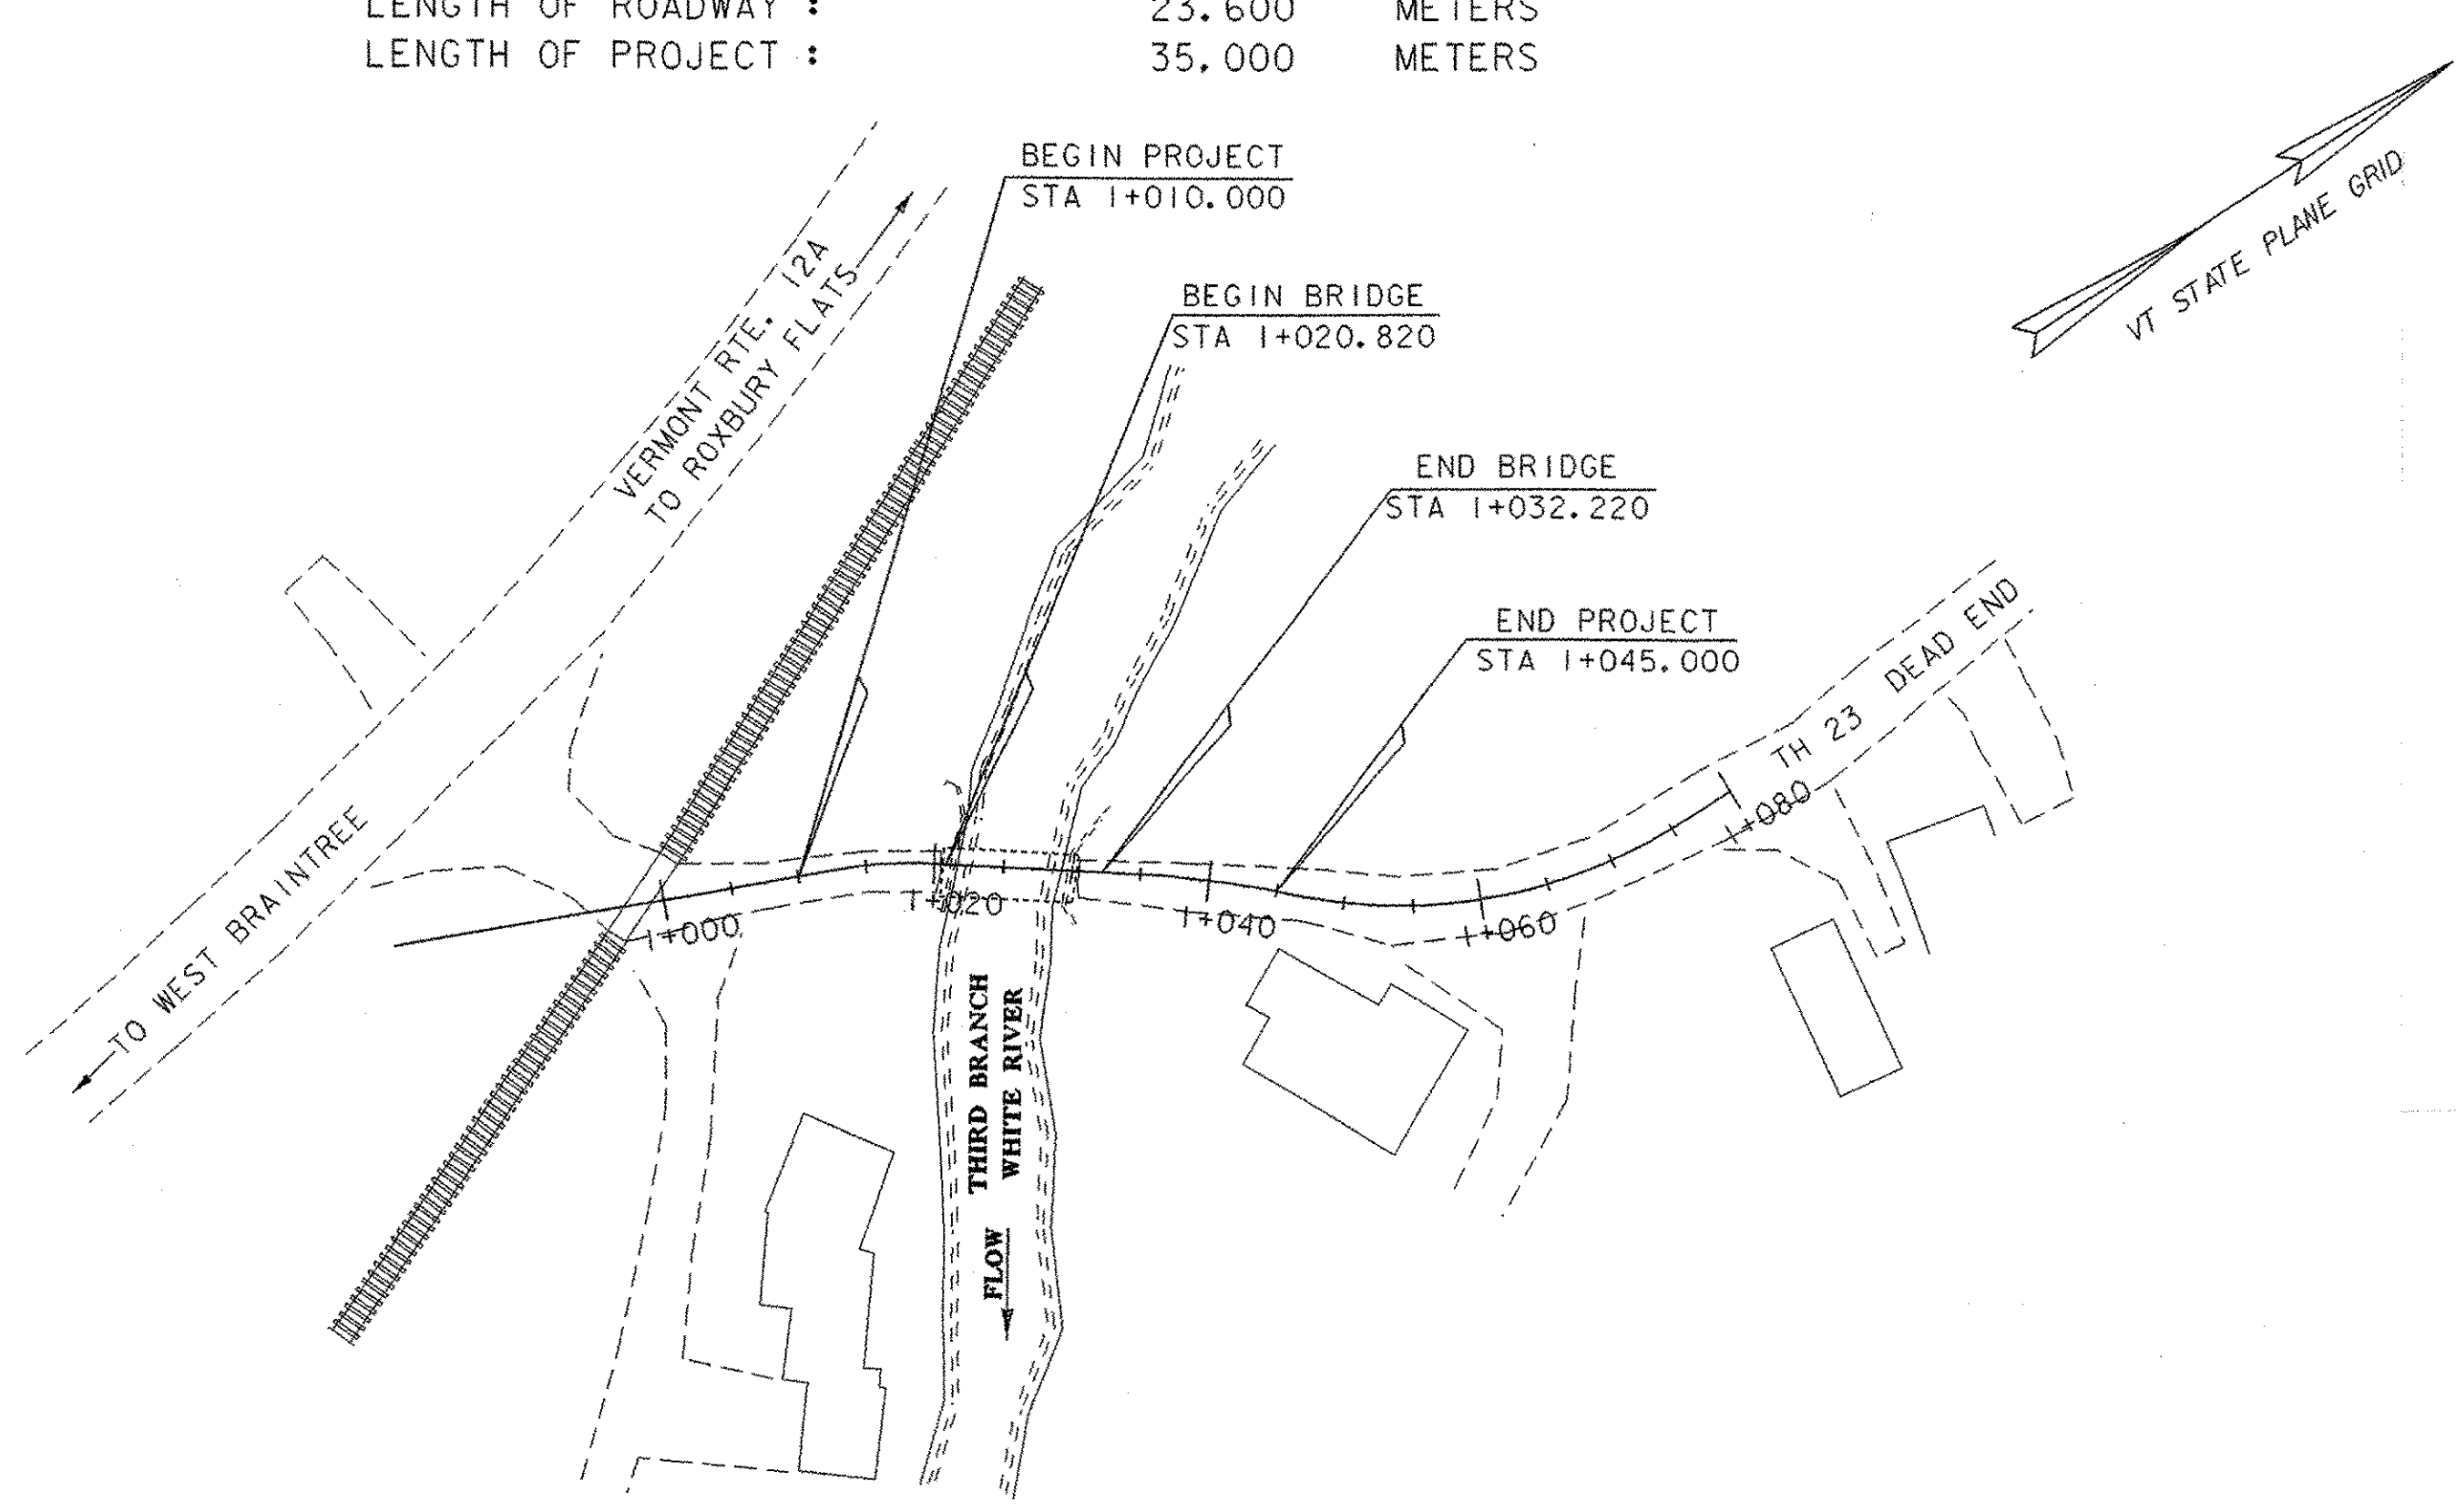 LENGTH OF ROADWAY : 23.600 METERS
LENGTH OF PROJECT : 35.000 METERS
BEGIN PROJECT
STA 1+010.000
BEGIN BRIDGE
STA 1+020.820
END BRIDGE
STA 1+032.220
END PROJECT
STA 1+045.000
VT STATE PLANE GRID
VERMONT RTE. 12A
TO ROXBURY FLATS
TO WEST BRAINTREE
TH 23 DEAD END
1+000
1+020
1+040
1+060
1+080
THIRD BRANCH
WHITE RIVER
FLOW